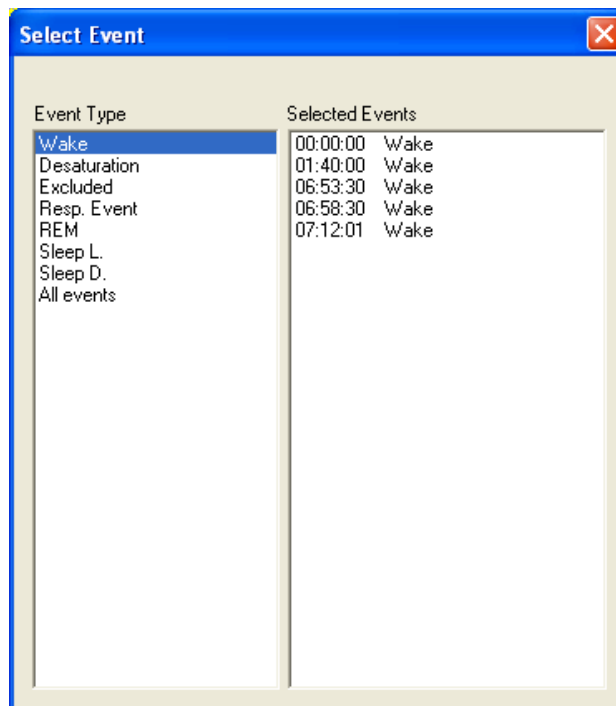 Select Event
Event Type
Selected Events
Wake
Desaturation
Excluded
Resp. Event
REM
Sleep L.
Sleep D.
All events
00:00:00 Wake
01:40:00 Wake
06:53:30 Wake
06:58:30 Wake
07:12:01 Wake